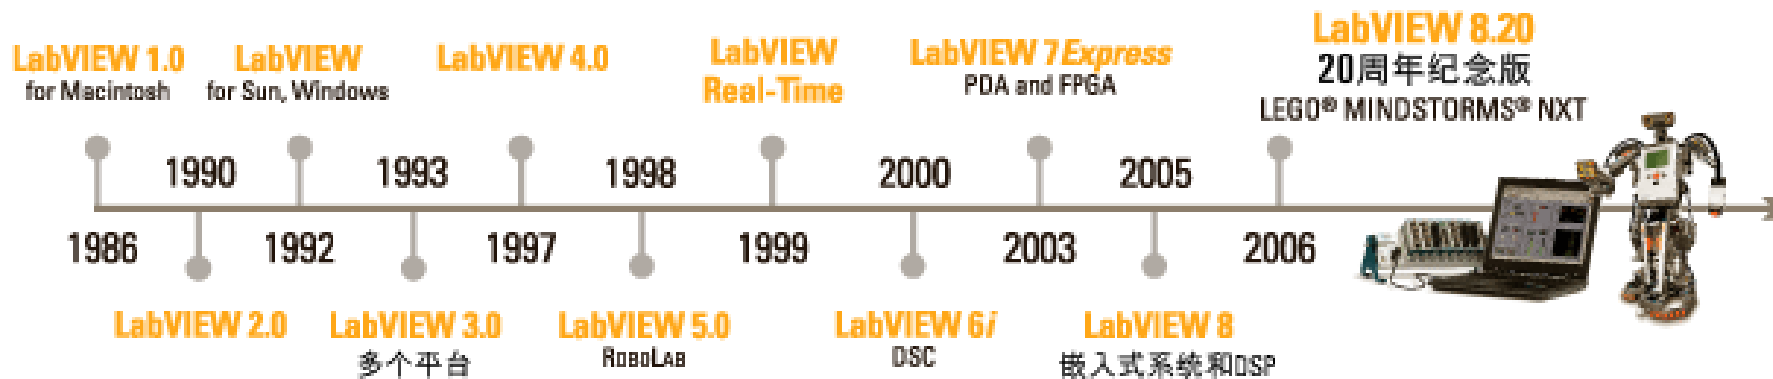 LabVIEW 1.0
for Macintosh
LabVIEW
for Sun, Windows
LabVIEW 4.0
LabVIEW
Real-Time
LabVIEW 7Express
PDA and FPGA
LabVIEW 8.20
20周年纪念版
LEGO® MINDSTORMS® NXT
1990
1993
1998
2000
2005
1986
1992
1997
1999
2003
2006
LabVIEW 2.0
LabVIEW 3.0
多个平台
LabVIEW 5.0
ROBOLAB
LabVIEW 6i
DSC
LabVIEW 8
嵌入式系统和DSP